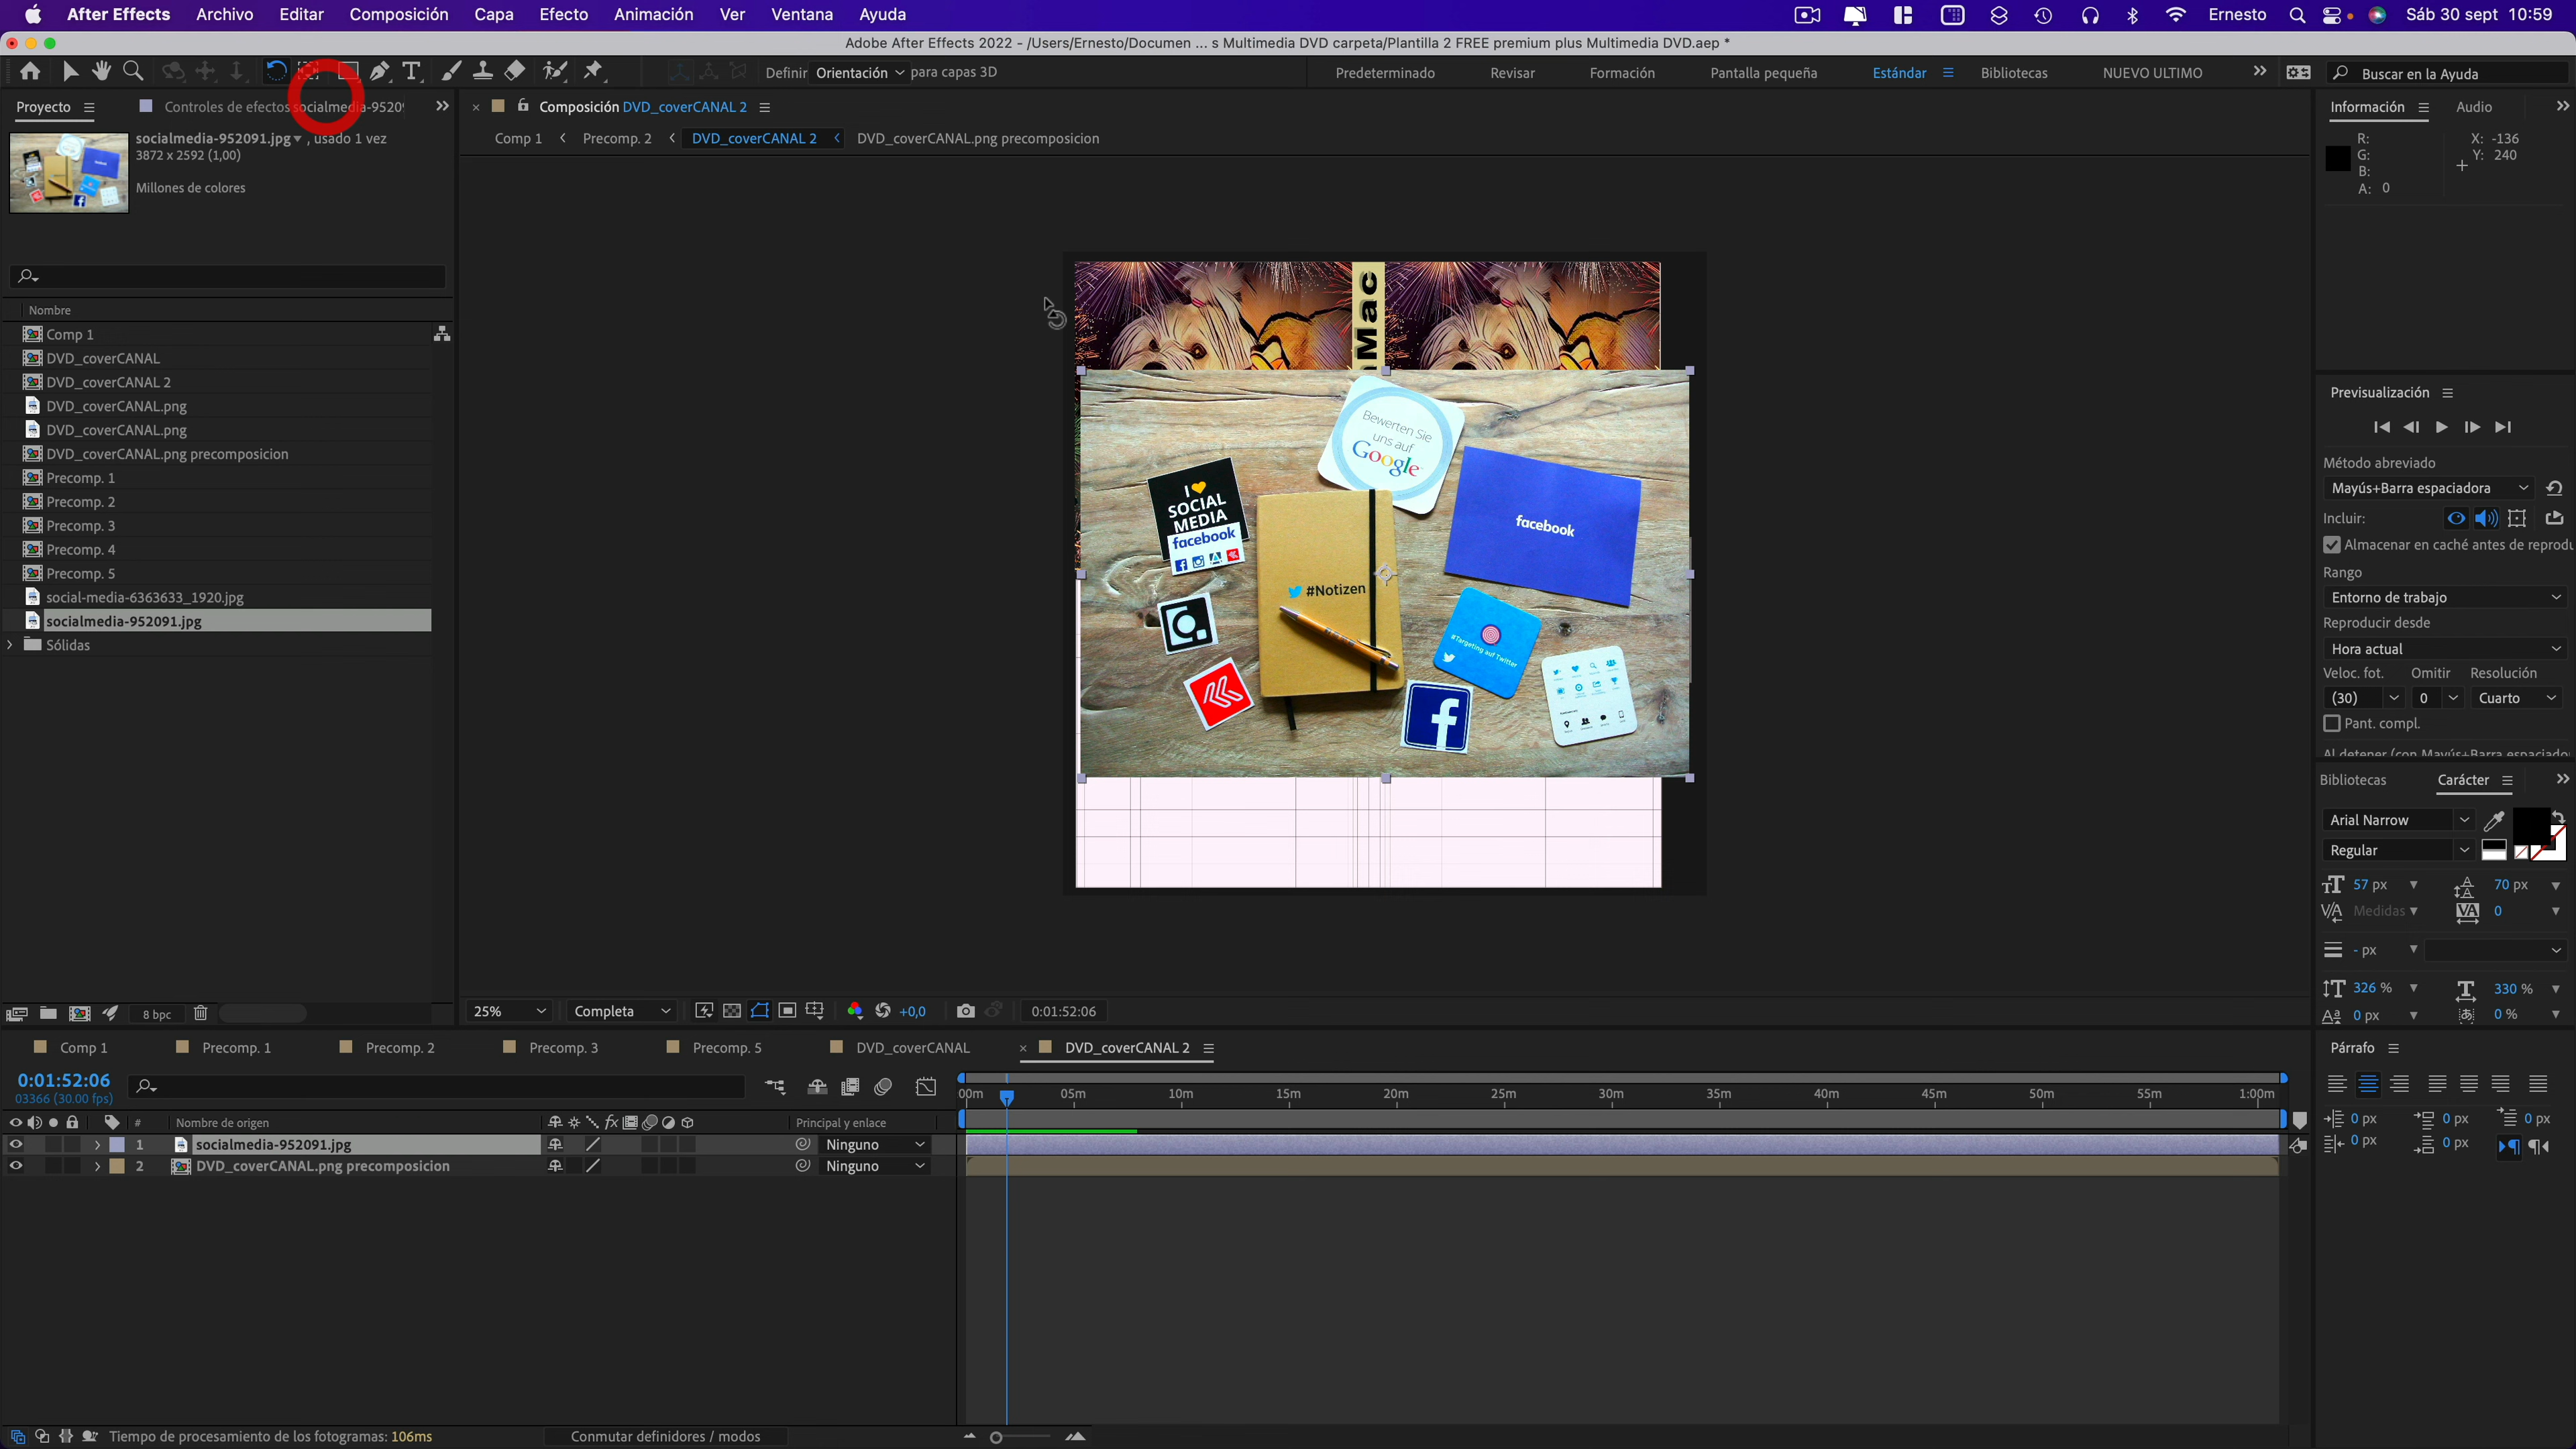 After Effects Archivo Editar Composición Capa Efecto Animación Ver Ventana Ayuda Ernesto Sáb 30 sept 10:59
Adobe After Effects 2022 - /Users/Ernesto/Documen ... s Multimedia DVD carpeta/Plantilla 2 FREE premium plus Multimedia DVD.aep *
Definir Orientación para capas 3D Predeterminado Revisar Formación Pantalla pequeña Estándar Bibliotecas NUEVO ULTIMO Buscar en la Ayuda
Proyecto Controles de efectos socialmedia-9520 Composición DVD_coverCANAL 2 Información Audio
socialmedia-952091.jpg , usado 1 vez
3872 x 2592 (1,00)
Millones de colores
Comp 1 Precomp. 2 DVD_coverCANAL 2 DVD_coverCANAL.png precomposicion
R: X: -136
G: Y: 240
B:
A: 0
Nombre
Comp 1
DVD_coverCANAL
DVD_coverCANAL 2
DVD_coverCANAL.png
DVD_coverCANAL.png
DVD_coverCANAL.png precomposicion
Precomp. 1
Precomp. 2
Precomp. 3
Precomp. 4
Precomp. 5
social-media-6363633_1920.jpg
socialmedia-952091.jpg
Sólidas
Mac
Bewerten Sie
uns auf
Google
I
SOCIAL
MEDIA
facebook
facebook
#Notizen
#Targeting auf Twitter
Previsualización
Método abreviado
Mayús+Barra espaciadora
Incluir:
Almacenar en caché antes de reprodu
Rango
Entorno de trabajo
Reproducir desde
Hora actual
Veloc. fot. Omitir Resolución
(30) 0 Cuarto
Pant. compl.
Al detener (con Mayús+Barra espaciado
Bibliotecas Carácter
Arial Narrow
Regular
57 px 70 px
Medidas 0
- px
326 % 330 %
0 px 0 %
8 bpc 25% Completa +0,0 0:01:52:06
Comp 1 Precomp. 1 Precomp. 2 Precomp. 3 Precomp. 5 DVD_coverCANAL DVD_coverCANAL 2 Párrafo
0:01:52:06
03366 (30.00 fps)
00m 05m 10m 15m 20m 25m 30m 35m 40m 45m 50m 55m 1:00m
# Nombre de origen fx Principal y enlace
1 socialmedia-952091.jpg Ninguno
2 DVD_coverCANAL.png precomposicion Ninguno
0 px 0 px 0 px
0 px 0 px
Tiempo de procesamiento de los fotogramas: 106ms Conmutar definidores / modos